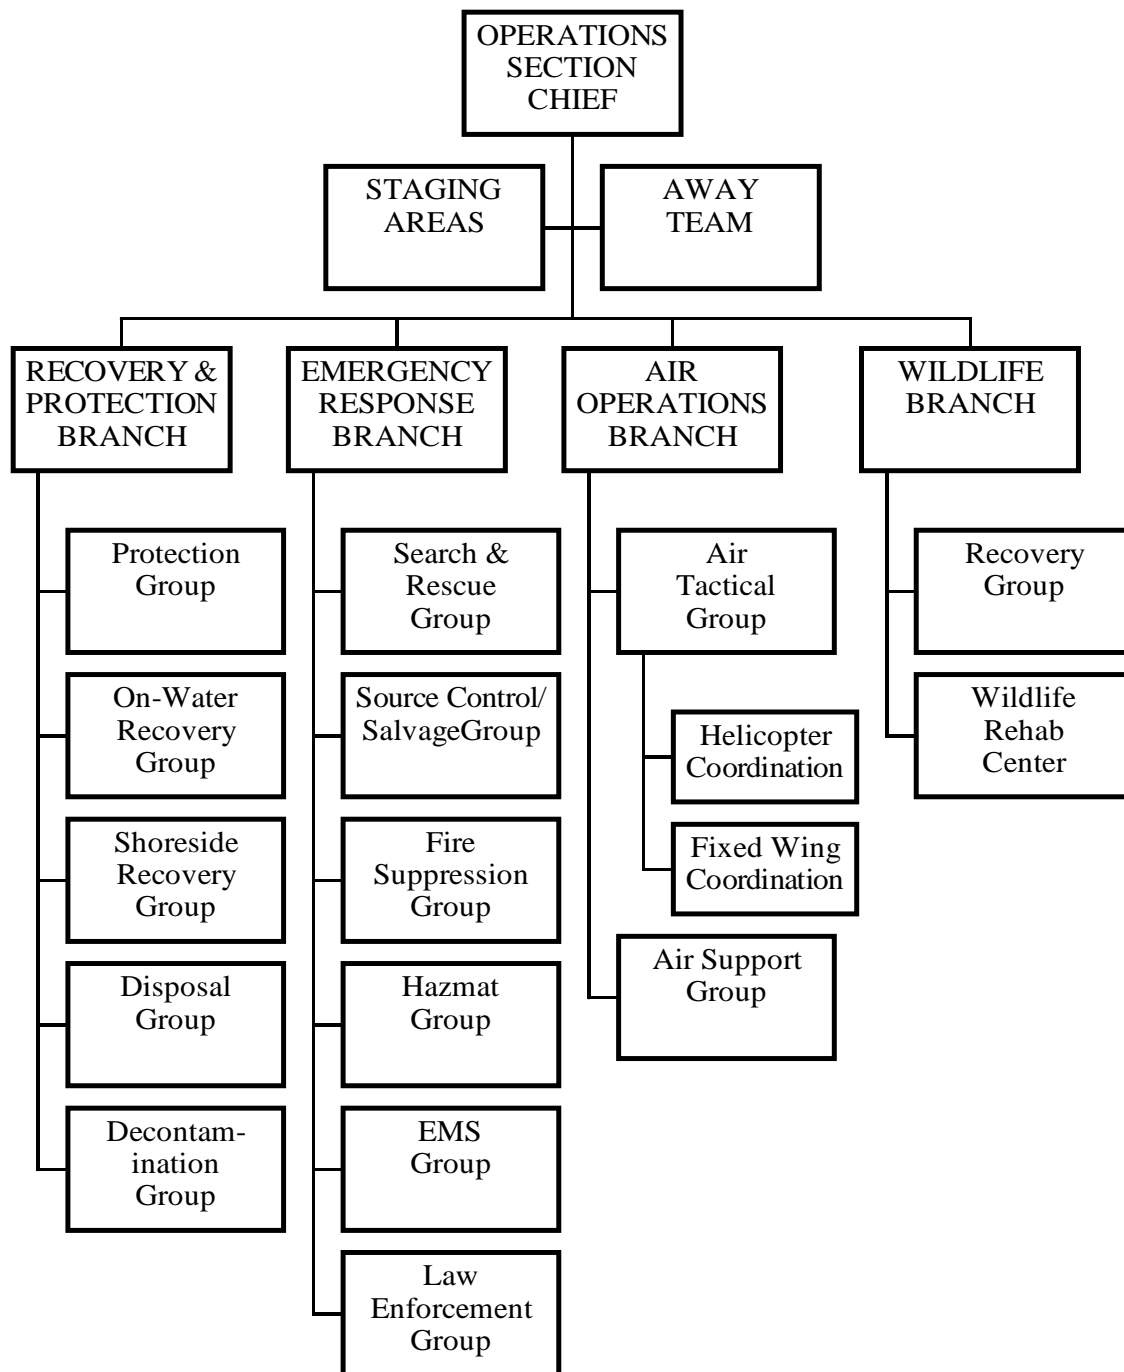 OPERATIONS
SECTION
CHIEF
STAGING
AREAS
AWAY
TEAM
RECOVERY &
PROTECTION
BRANCH
EMERGENCY
RESPONSE
BRANCH
AIR
OPERATIONS
BRANCH
WILDLIFE
BRANCH
Protection
Group
On-Water
Recovery
Group
Shoreside
Recovery
Group
Disposal
Group
Decontam-
ination
Group
Search &
Rescue
Group
Source Control/
SalvageGroup
Fire
Suppression
Group
Hazmat
Group
EMS
Group
Law
Enforcement
Group
Air
Tactical
Group
Helicopter
Coordination
Fixed Wing
Coordination
Air Support
Group
Recovery
Group
Wildlife
Rehab
Center